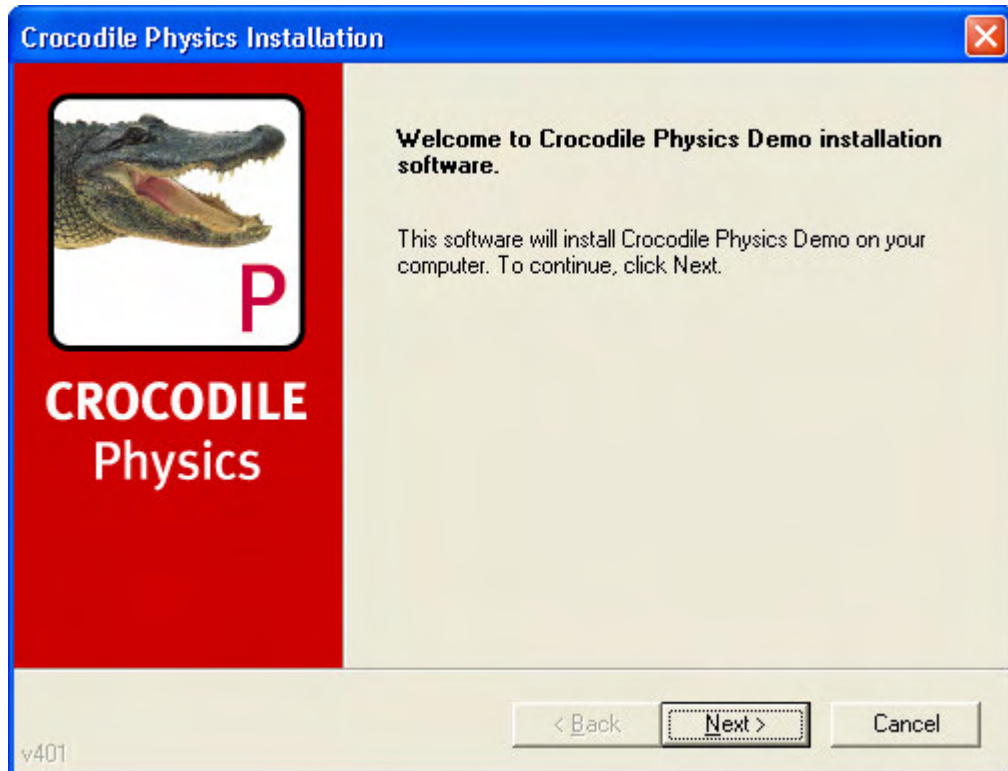 Crocodile Physics Installation
Welcome to Crocodile Physics Demo installation
software.
This software will install Crocodile Physics Demo on your
computer. To continue, click Next.
P
CROCODILE
Physics
< Back
Next >
Cancel
v401